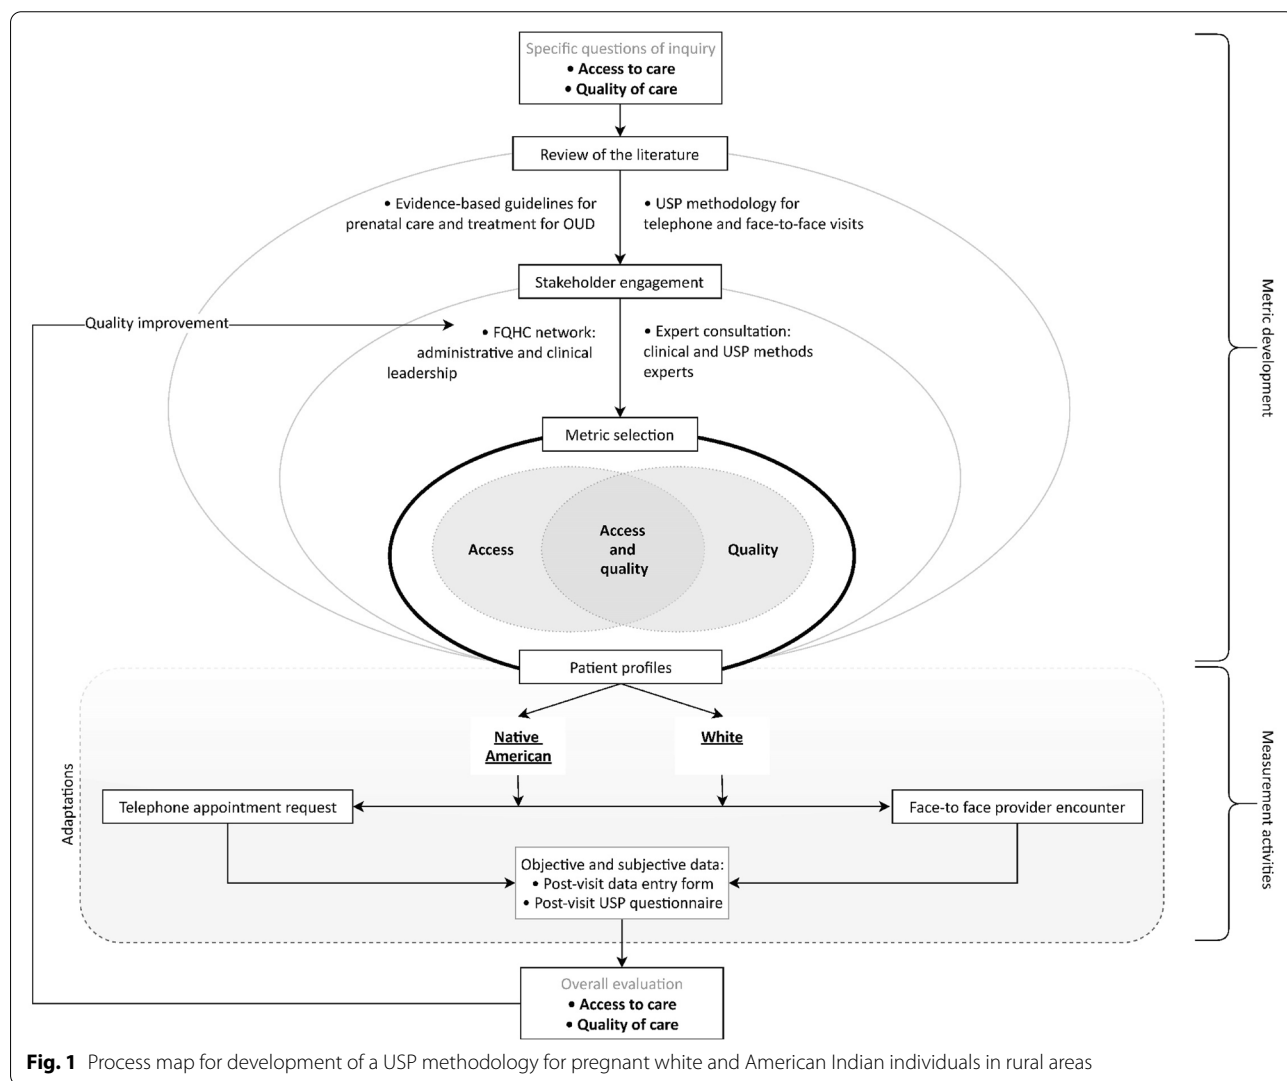 Specific questions of inquiry
• Access to care
• Quality of care
Review of the literature
• Evidence-based guidelines for
prenatal care and treatment for OUD
• USP methodology for
telephone and face-to-face visits
Stakeholder engagement
Quality improvement
• FQHC network:
administrative and clinical
leadership
• Expert consultation:
clinical and USP methods
experts
Metric selection
Access
Access
and
quality
Quality
Patient profiles
Metric development
Native
American
White
Telephone appointment request
Face-to face provider encounter
Adaptations
Measurement activities
Objective and subjective data:
• Post-visit data entry form
• Post-visit USP questionnaire
Overall evaluation
• Access to care
• Quality of care
Fig. 1 Process map for development of a USP methodology for pregnant white and American Indian individuals in rural areas